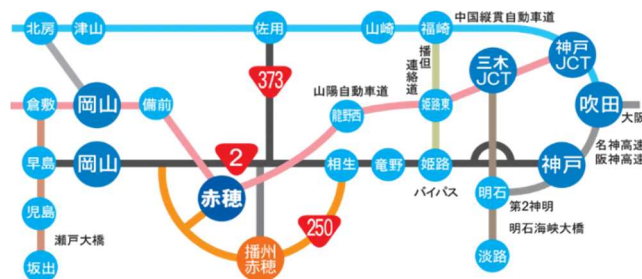 中国縦貫自動車道
北房
津山
佐用
山崎
福崎
神戸
JCT
三木
JCT
播但
連絡道
373
山陽自動車道
倉敷
岡山
備前
龍野西
姫路東
吹田
大阪
名神高速
阪神高速
2
早島
岡山
相生
竜野
姫路
神戸
バイパス
赤穂
明石
第2神明
児島
250
明石海峡大橋
瀬戸大橋
播州
赤穂
坂出
淡路